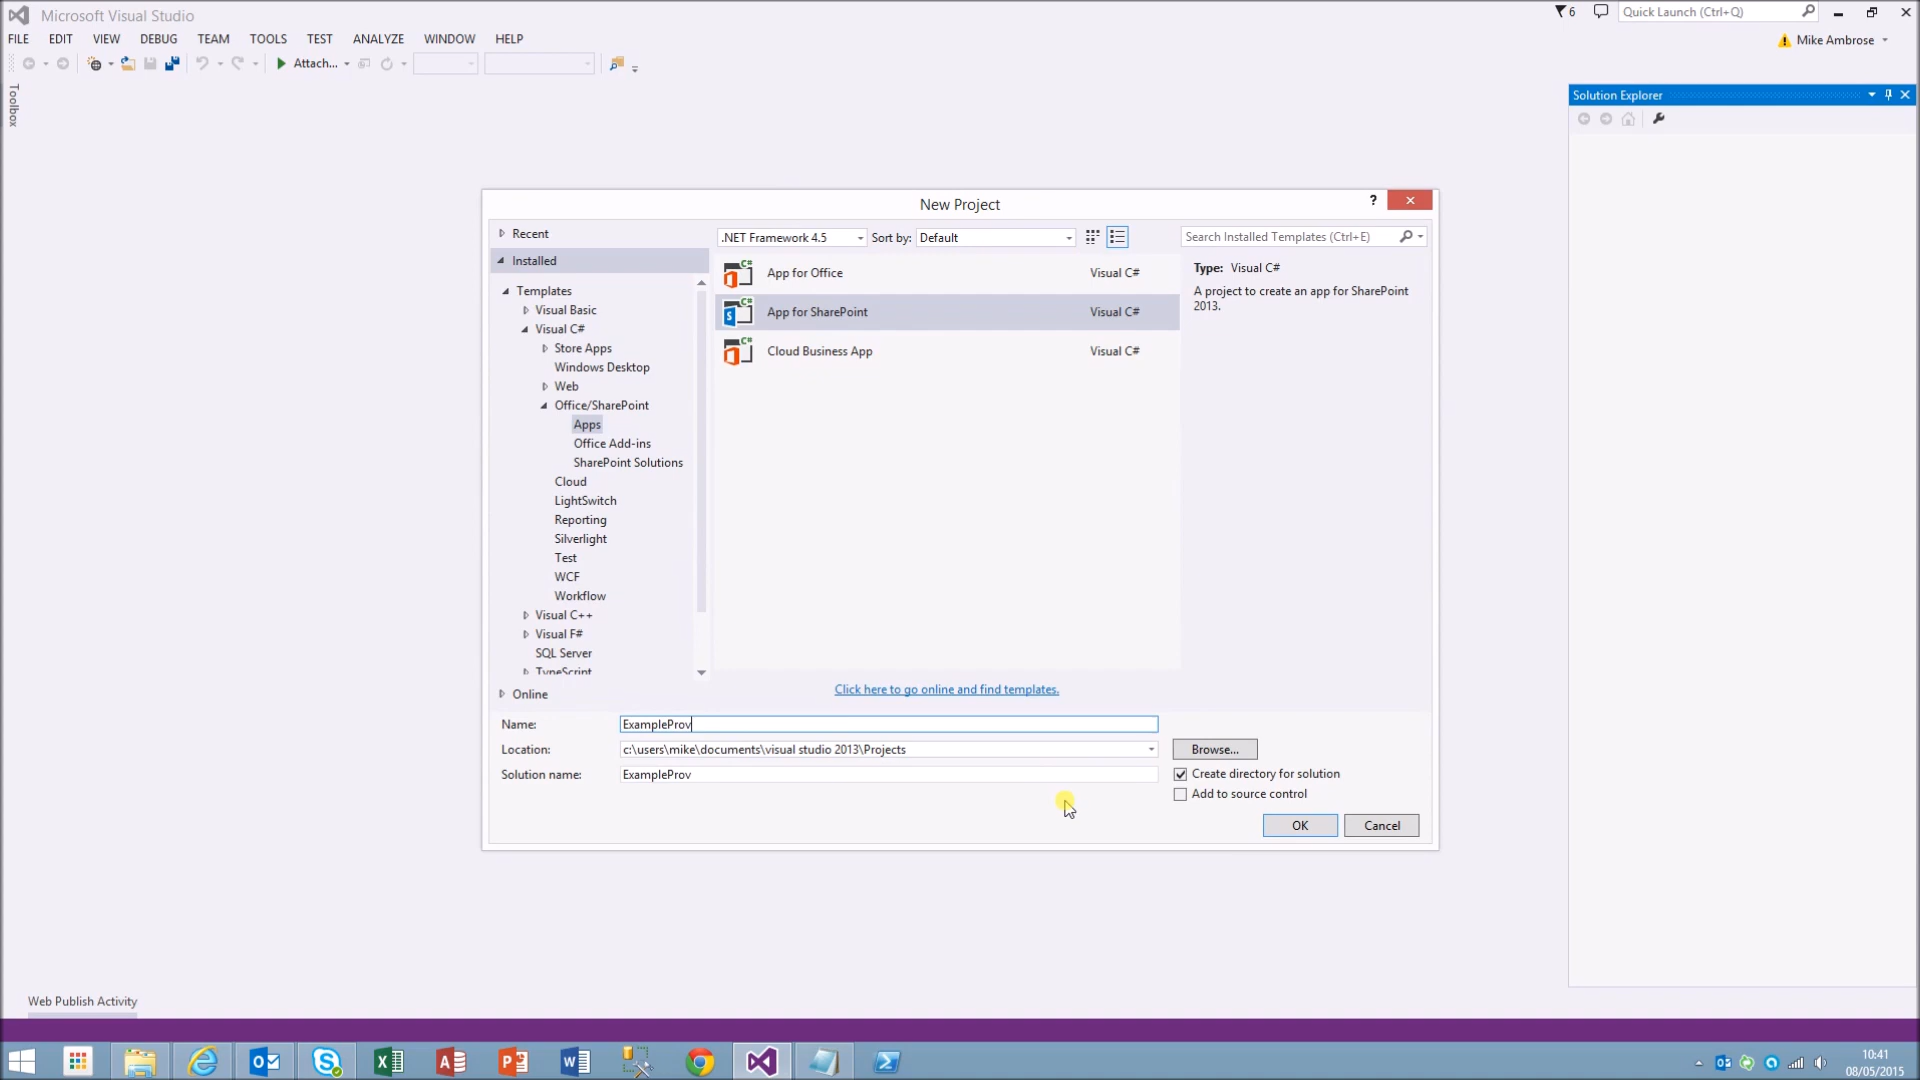 Microsoft Visual Studio
6
Quick Launch (Ctrl+Q)
FILE EDIT VIEW DEBUG TEAM TOOLS TEST ANALYZE WINDOW HELP
Mike Ambrose
Attach...
Toolbox
Solution Explorer
New Project
?
Recent
.NET Framework 4.5
Sort by: Default
Search Installed Templates (Ctrl+E)
Installed
Templates
Visual Basic
Visual C#
Store Apps
Windows Desktop
Web
Office/SharePoint
Apps
Office Add-ins
SharePoint Solutions
Cloud
LightSwitch
Reporting
Silverlight
Test
WCF
Workflow
Visual C++
Visual F#
SQL Server
TypeScript
Online
App for Office Visual C#
App for SharePoint Visual C#
Cloud Business App Visual C#
Type: Visual C#
A project to create an app for SharePoint
2013.
Click here to go online and find templates.
Name: ExampleProv
Location: c:\users\mike\documents\visual studio 2013\Projects
Browse...
Solution name: ExampleProv
Create directory for solution
Add to source control
OK Cancel
Web Publish Activity
10:41
08/05/2015